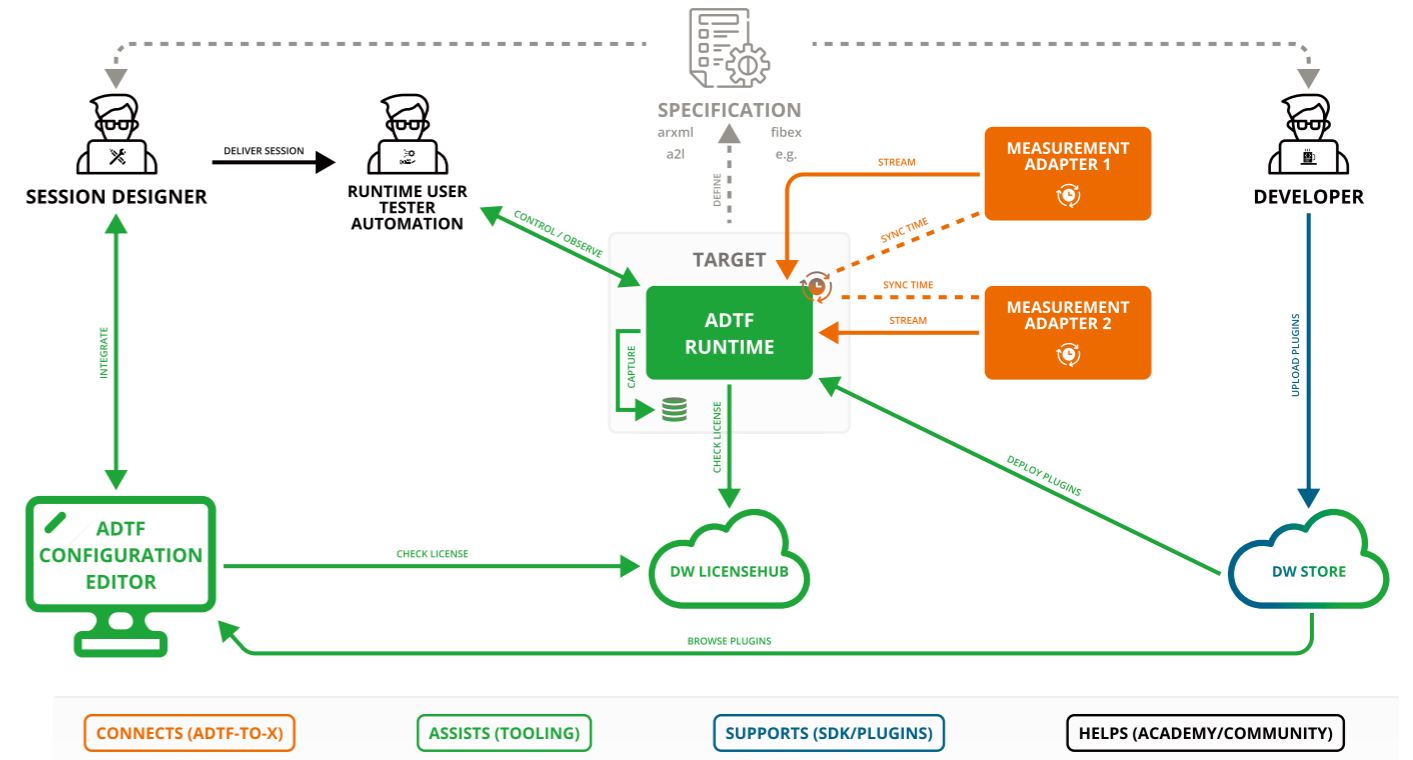 SPECIFICATION
arxml
fibex
a2l
e.g.
DEFINE
SESSION DESIGNER
DELIVER SESSION
RUNTIME USER
TESTER
AUTOMATION
CONTROL / OBSERVE
TARGET
ADTF
RUNTIME
CAPTURE
STREAM
SYNC TIME
MEASUREMENT
ADAPTER 1
SYNC TIME
STREAM
MEASUREMENT
ADAPTER 2
DEVELOPER
UPLOAD PLUGINS
INTEGRATE
CHECK LICENSE
DEPLOY PLUGINS
ADTF
CONFIGURATION
EDITOR
CHECK LICENSE
DW LICENSEHUB
DW STORE
BROWSE PLUGINS
CONNECTS (ADTF-TO-X)
ASSISTS (TOOLING)
SUPPORTS (SDK/PLUGINS)
HELPS (ACADEMY/COMMUNITY)